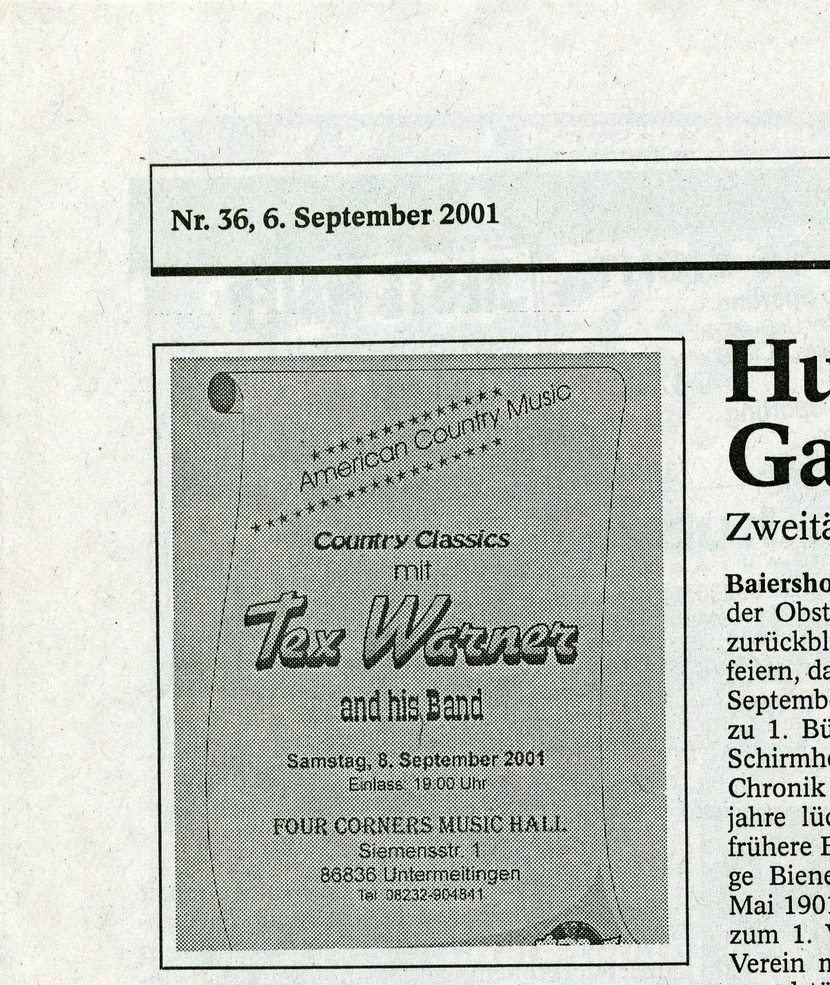 Nr. 36, 6. September 2001
American Country Music
Country Classics
mit
Tex Warner
and his Band
Samstag, 8. September 2001
Einlass: 19.00 Uhr
FOUR CORNERS MUSIC HALL
Siemensstr. 1
86836 Untermeitingen
Tel. 08232-904841
Hu
Ga
Zweitä
Baiersho
der Obst
zurückbl
feiern, da
Septembe
zu 1. Bü
Schirmhe
Chronik
jahre lüc
frühere B
ge Biene
Mai 1901
zum 1. V
Verein n